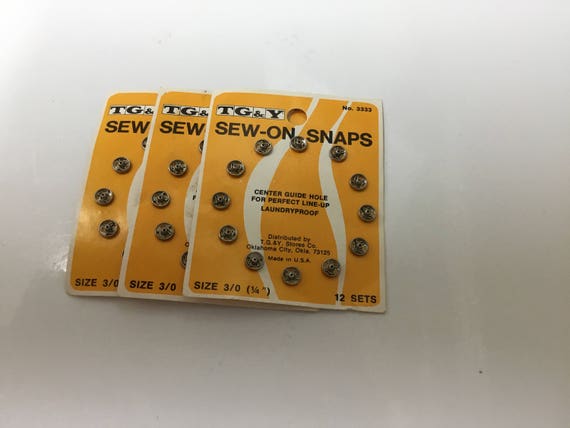 TG&Y
SEW
SIZE 3/0
TG&Y
SEW-
SIZE 3/0
TG&Y
No. 3333
SEW-ON SNAPS
CENTER GUIDE HOLE
FOR PERFECT LINE-UP
LAUNDRYPROOF
Distributed by
T.G.&Y. Stores Co.
Oklahoma City, Okla. 73125
Made in U.S.A.
SIZE 3/0 (¼")
12 SETS